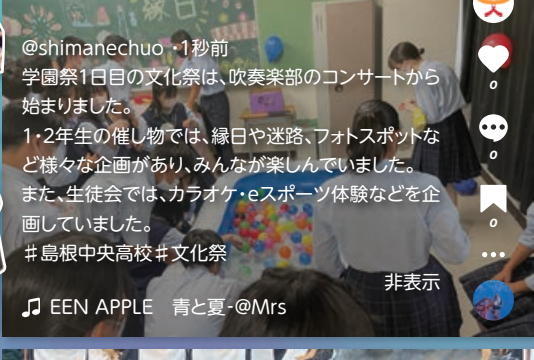 縁日
@shimanechuo ・1秒前
学園祭1日目の文化祭は、吹奏楽部のコンサートから
始まりました。
1・2年生の催し物では、縁日や迷路、フォトスポットな
ど様々な企画があり、みんなが楽しんでいました。
また、生徒会では、カラオケ・eスポーツ体験などを企
画していました。
＃島根中央高校＃文化祭
非表示
EEN APPLE　青と夏-@Mrs
0
0
0